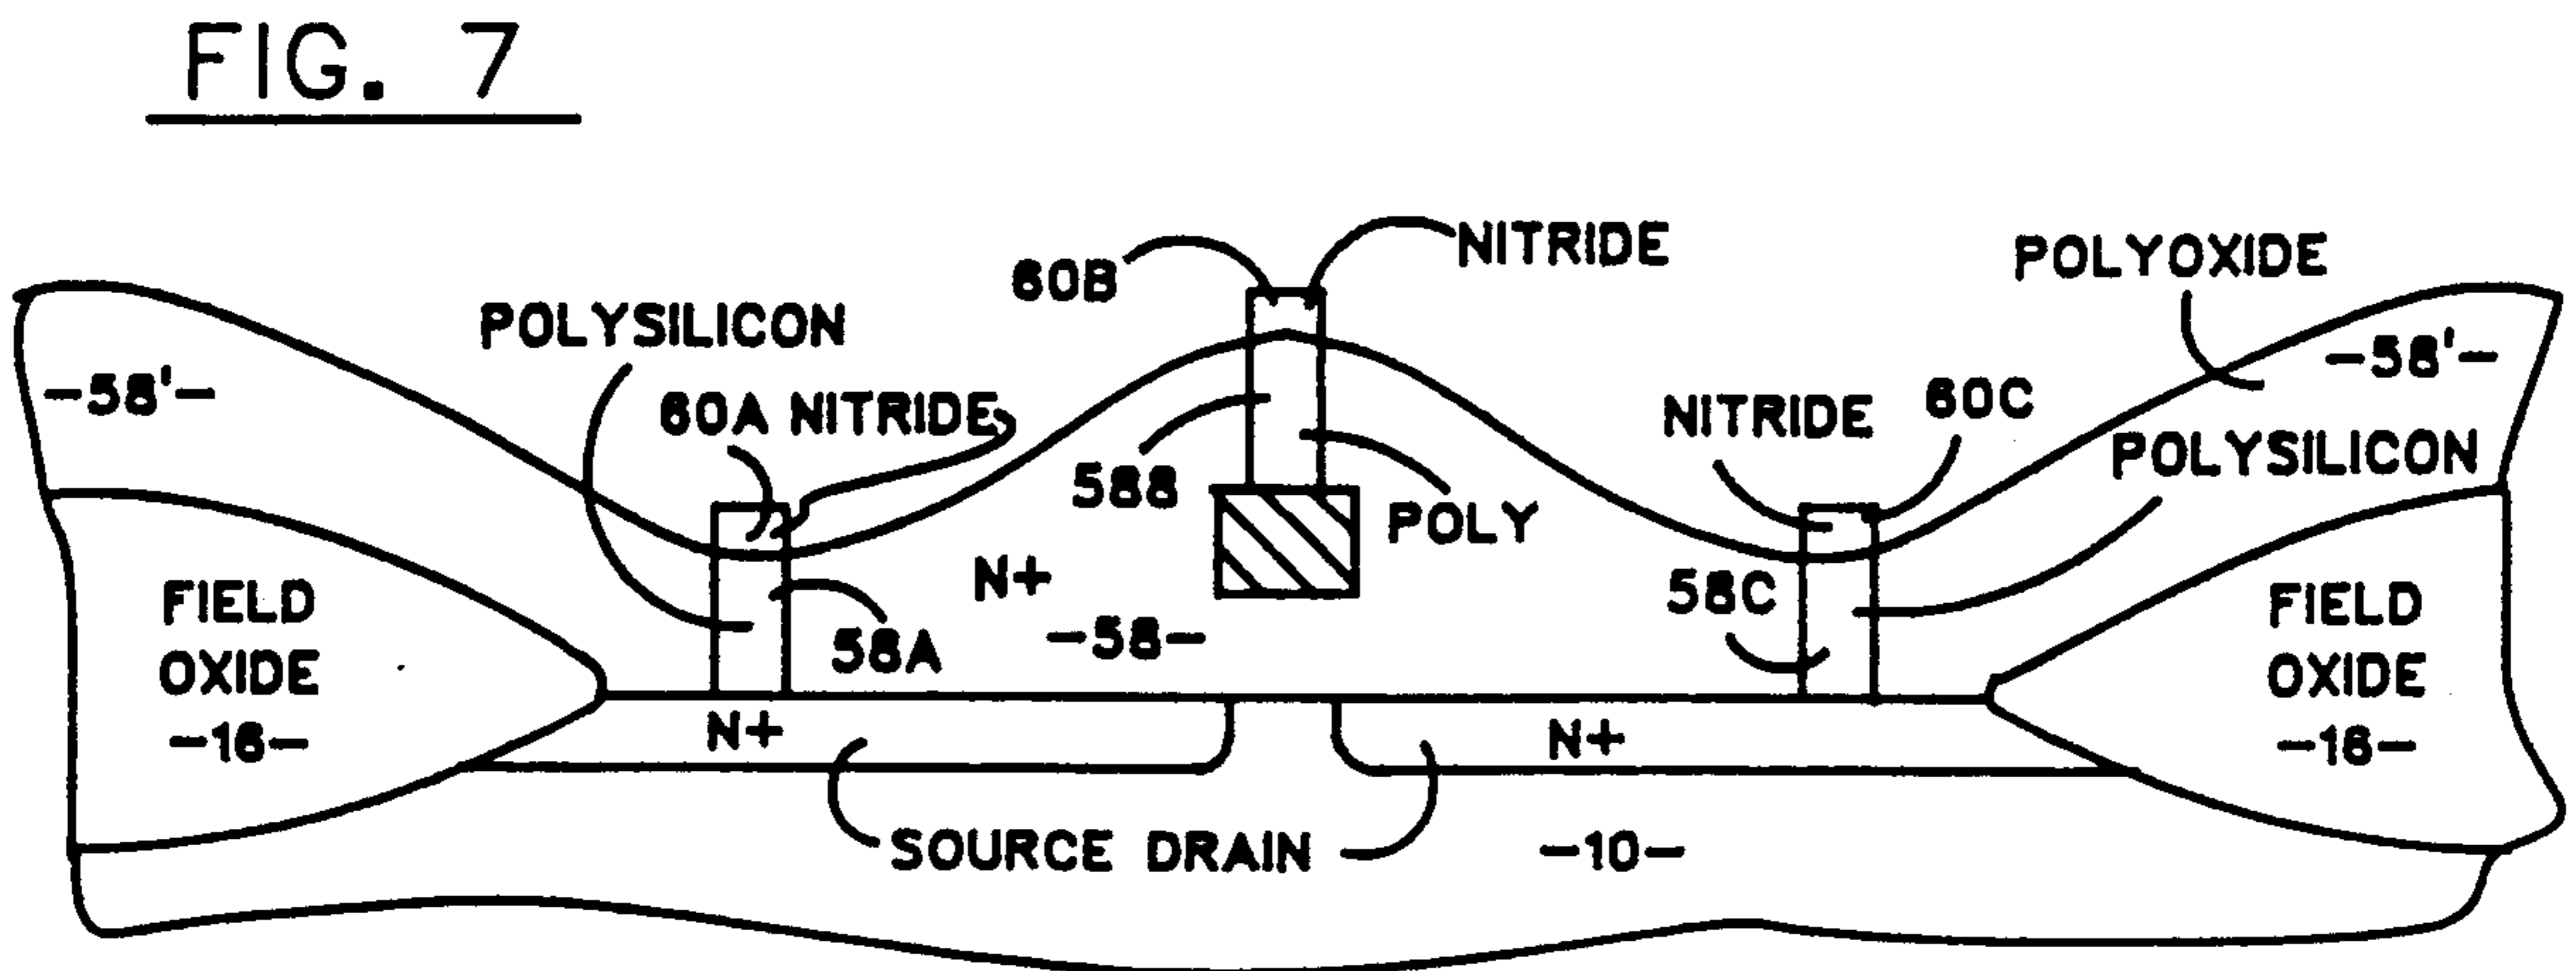 FIG. 7
60B
NITRIDE
POLYOXIDE
POLYSILICON
-58'-
-58'-
60A NITRIDE
NITRIDE
60C
588
POLY
POLYSILICON
N+
58A
-58-
58C
FIELD
OXIDE
-16-
FIELD
OXIDE
-16-
N+
N+
SOURCE DRAIN
-10-